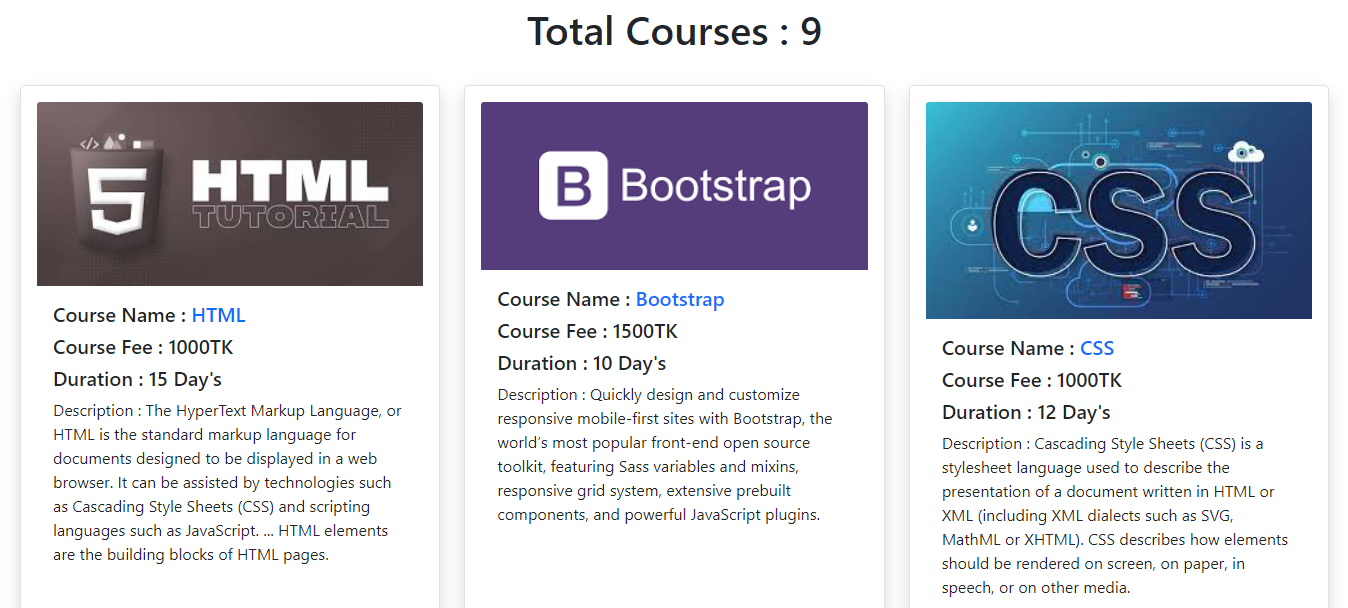 Total Courses : 9
</>
HTML
TUTORIAL
Course Name : HTML
Course Fee : 1000TK
Duration : 15 Day's
Description : The HyperText Markup Language, or
HTML is the standard markup language for
documents designed to be displayed in a web
browser. It can be assisted by technologies such
as Cascading Style Sheets (CSS) and scripting
languages such as JavaScript. ... HTML elements
are the building blocks of HTML pages.
B Bootstrap
Course Name : Bootstrap
Course Fee : 1500TK
Duration : 10 Day's
Description : Quickly design and customize
responsive mobile-first sites with Bootstrap, the
world’s most popular front-end open source
toolkit, featuring Sass variables and mixins,
responsive grid system, extensive prebuilt
components, and powerful JavaScript plugins.
CSS
Course Name : CSS
Course Fee : 1000TK
Duration : 12 Day's
Description : Cascading Style Sheets (CSS) is a
stylesheet language used to describe the
presentation of a document written in HTML or
XML (including XML dialects such as SVG,
MathML or XHTML). CSS describes how elements
should be rendered on screen, on paper, in
speech, or on other media.